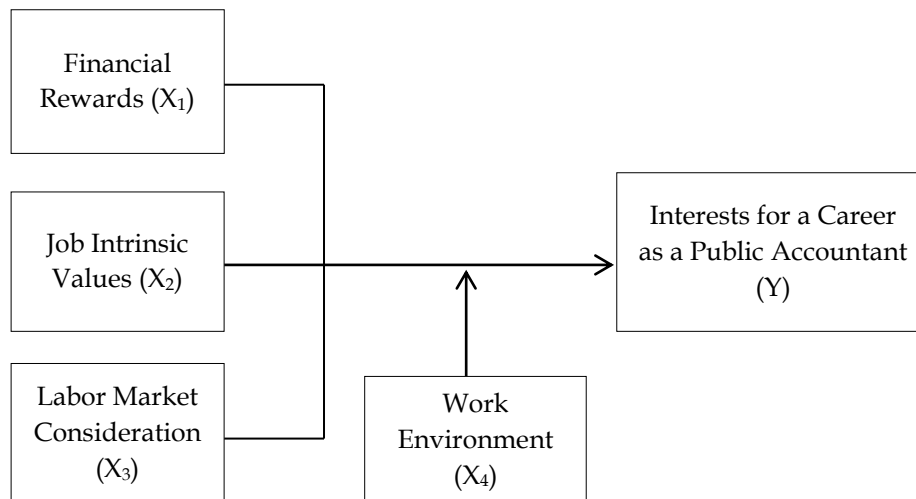 Financial
Rewards (X₁)
Job Intrinsic
Values (X₂)
Labor Market
Consideration
(X₃)
Work
Environment
(X₄)
Interests for a Career
as a Public Accountant
(Y)